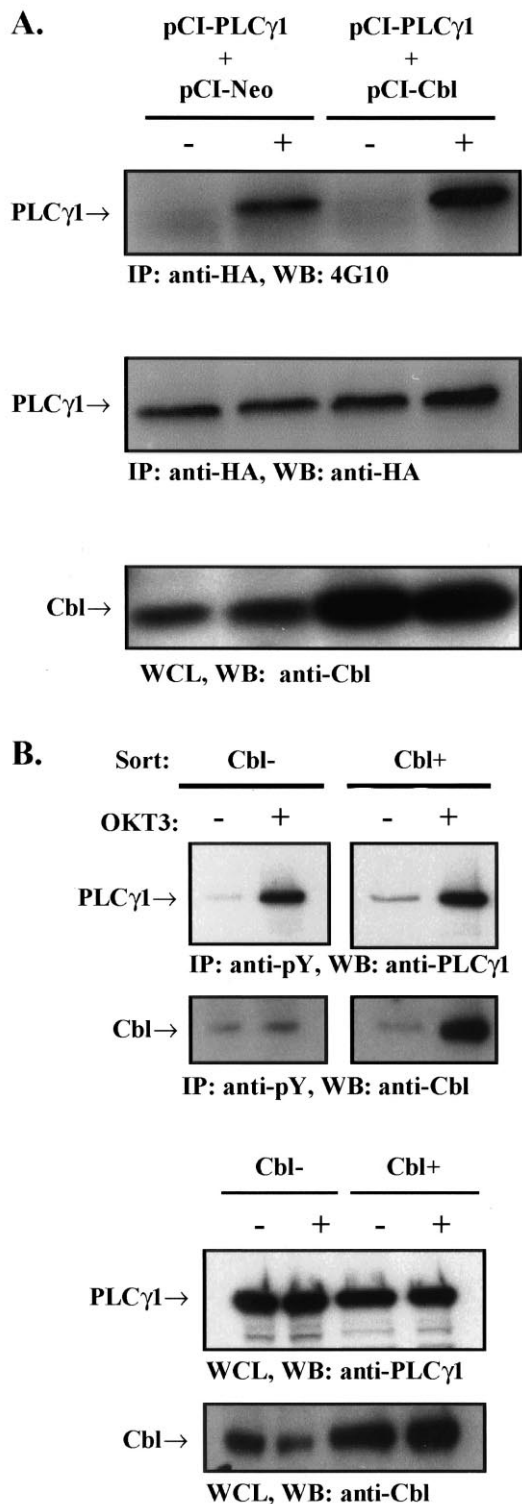 A.
pCI-PLCγ1 pCI-PLCγ1
+ +
pCI-Neo pCI-Cbl
- + - +
PLCγ1→
IP: anti-HA, WB: 4G10
PLCγ1→
IP: anti-HA, WB: anti-HA
Cbl→
WCL, WB: anti-Cbl
B.
Sort: Cbl- Cbl+
OKT3: - + - +
PLCγ1→
IP: anti-pY, WB: anti-PLCγ1
Cbl→
IP: anti-pY, WB: anti-Cbl
Cbl- Cbl+
- + - +
PLCγ1→
WCL, WB: anti-PLCγ1
Cbl→
WCL, WB: anti-Cbl